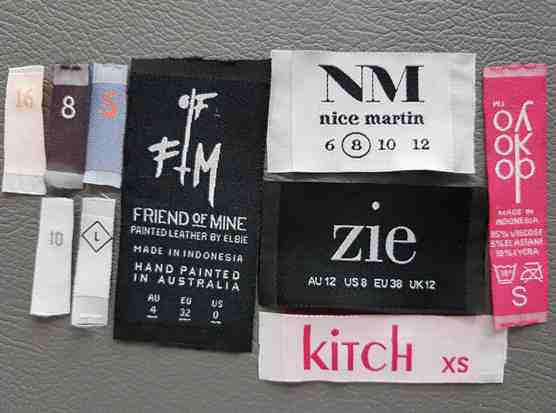 16
8
S
10
L
FfM
FRIEND OF MINE
PAINTED LEATHER BY ELBIE
MADE IN INDONESIA
HAND PAINTED
IN AUSTRALIA
AU EU US
4 32 0
NM
nice martin
6 8 10 12
zie
AU 12 US 8 EU 38 UK 12
kitch XS
yoko
MADE IN
INDONESIA
S